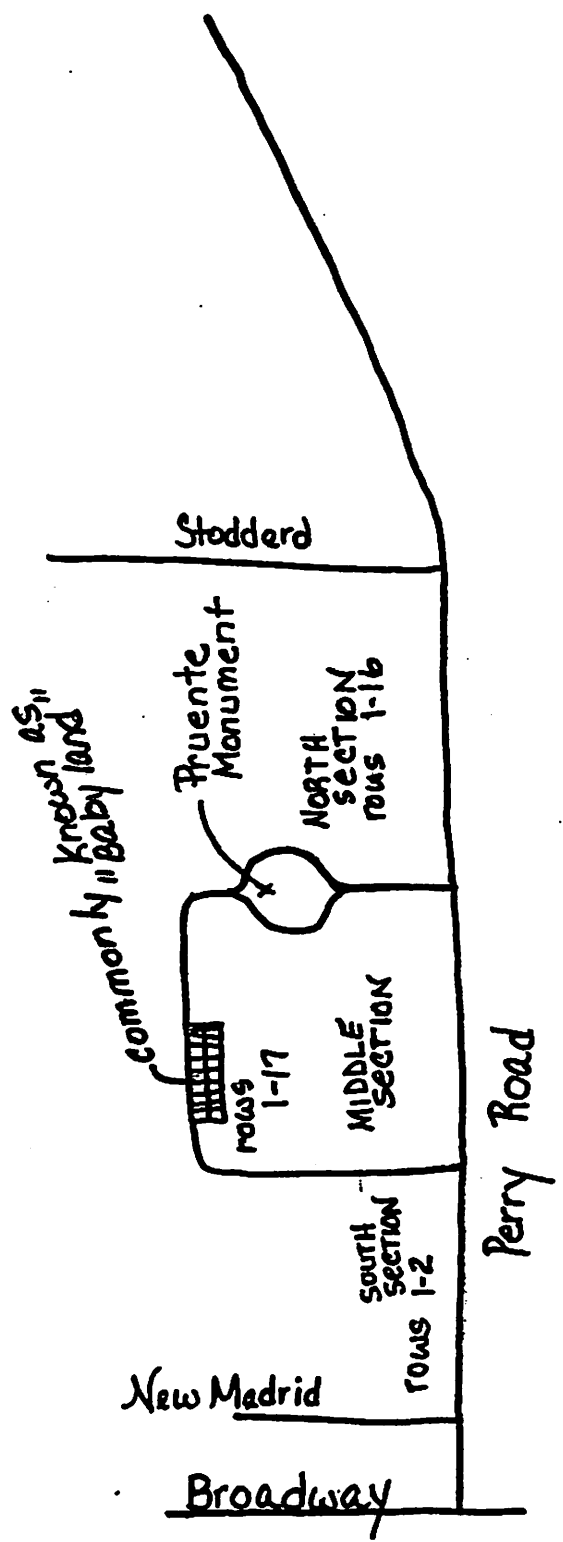 Stoddard
commonly known as
"Baby land"
Pruente
Monument
NORTH
SECTION
rows 1-16
rows
1-17
MIDDLE
SECTION
Perry Road
SOUTH
SECTION
rows 1-2
New Madrid
Broadway